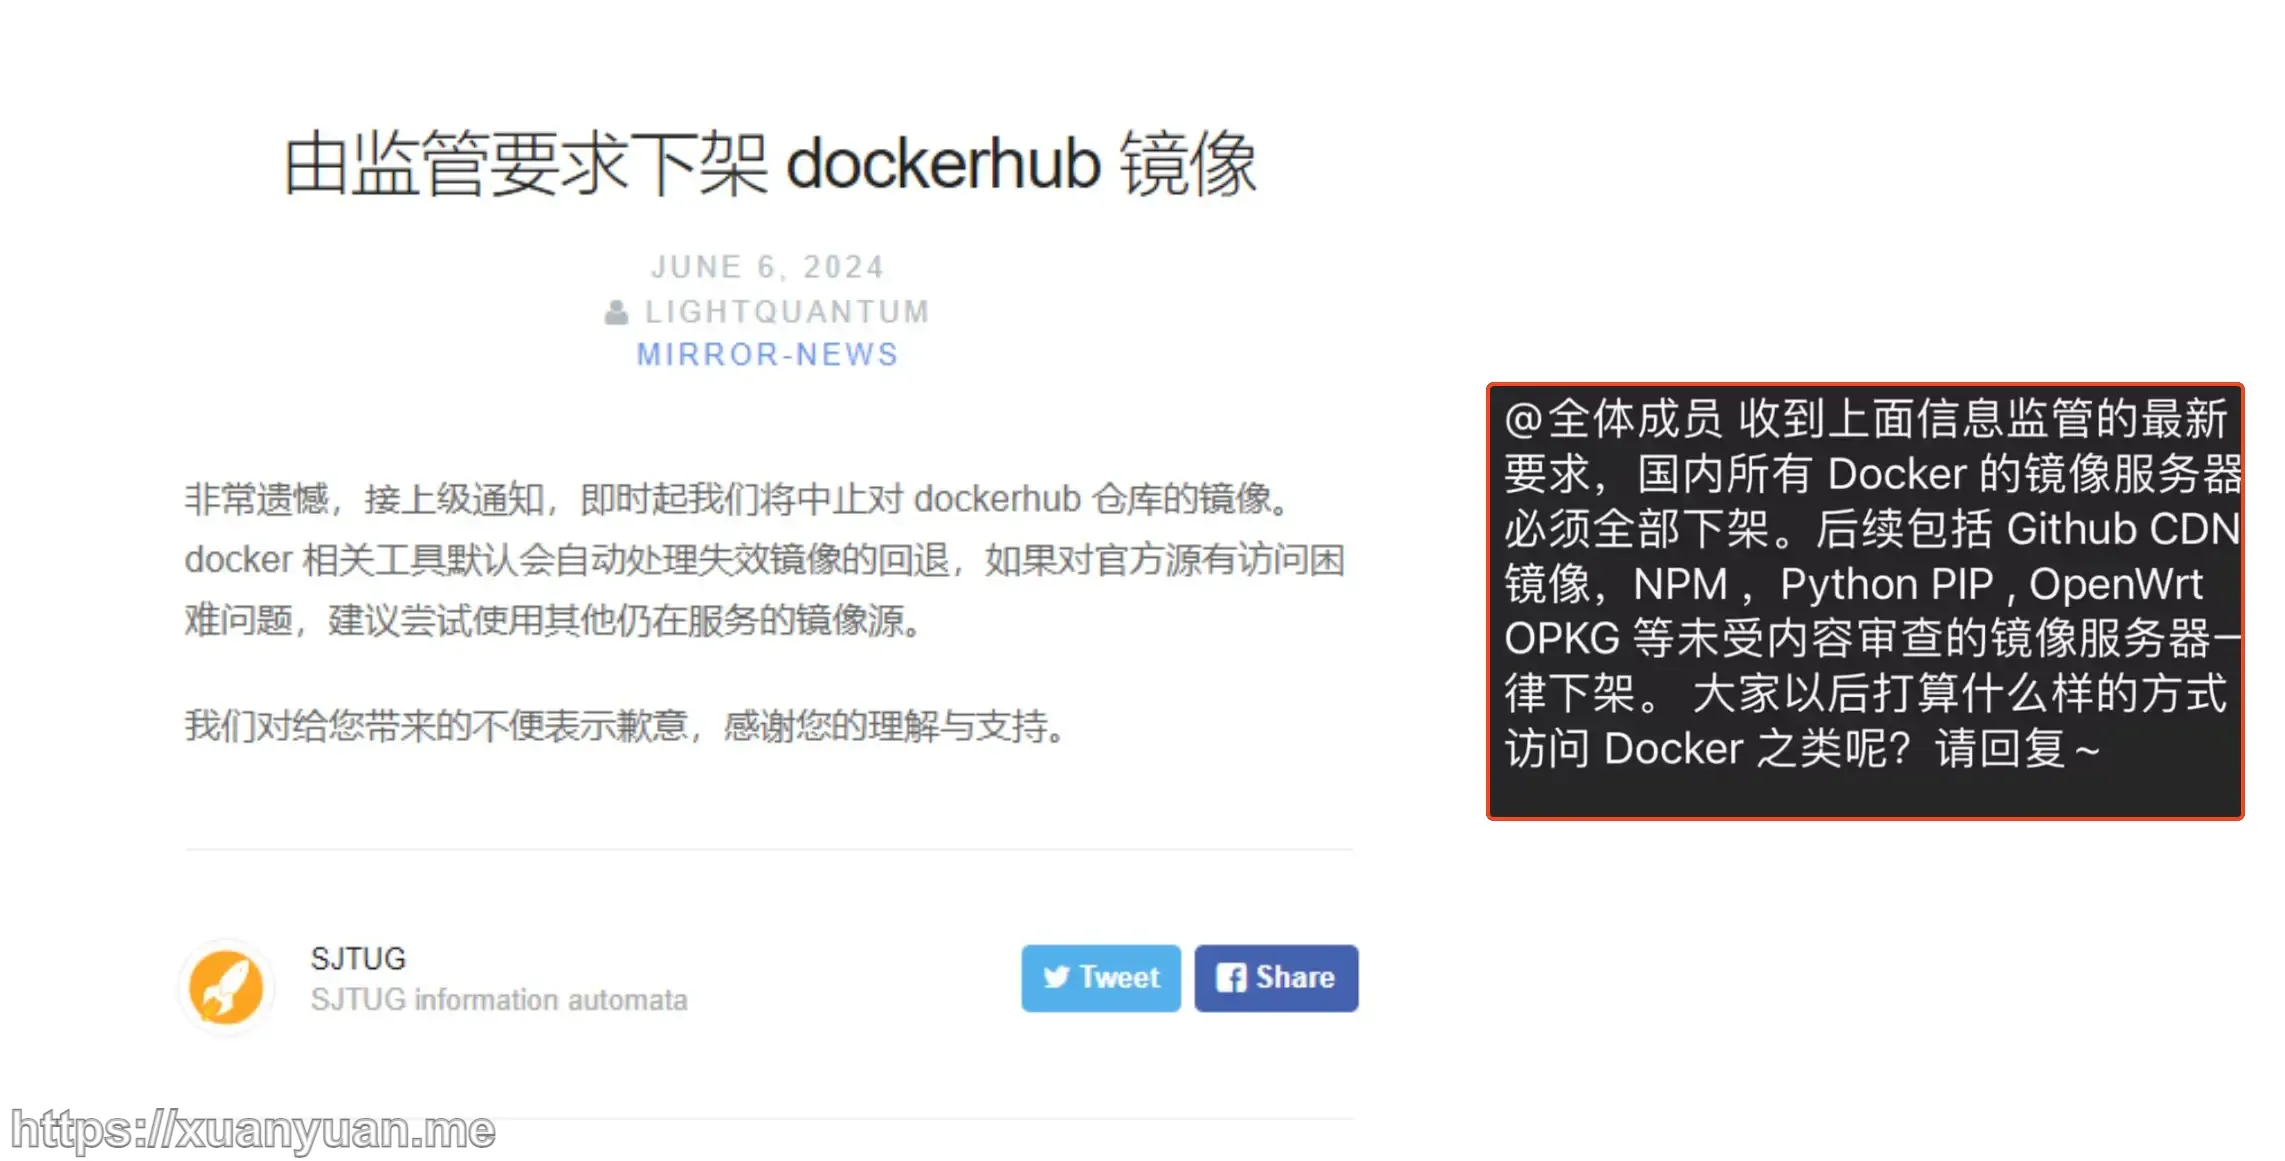 由监管要求下架 dockerhub 镜像
JUNE 6, 2024
LIGHTQUANTUM
MIRROR-NEWS
非常遗憾，接上级通知，即时起我们将中止对 dockerhub 仓库的镜像。
docker 相关工具默认会自动处理失效镜像的回退，如果对官方源有访问困
难问题，建议尝试使用其他仍在服务的镜像源。
我们对给您带来的不便表示歉意，感谢您的理解与支持。
SJTUG
SJTUG information automata
Tweet
Share
@全体成员 收到上面信息监管的最新
要求，国内所有 Docker 的镜像服务器
必须全部下架。后续包括 Github CDN
镜像，NPM ，Python PIP , OpenWrt
OPKG 等未受内容审查的镜像服务器一
律下架。 大家以后打算什么样的方式
访问 Docker 之类呢？请回复~
https://xuanyuan.me